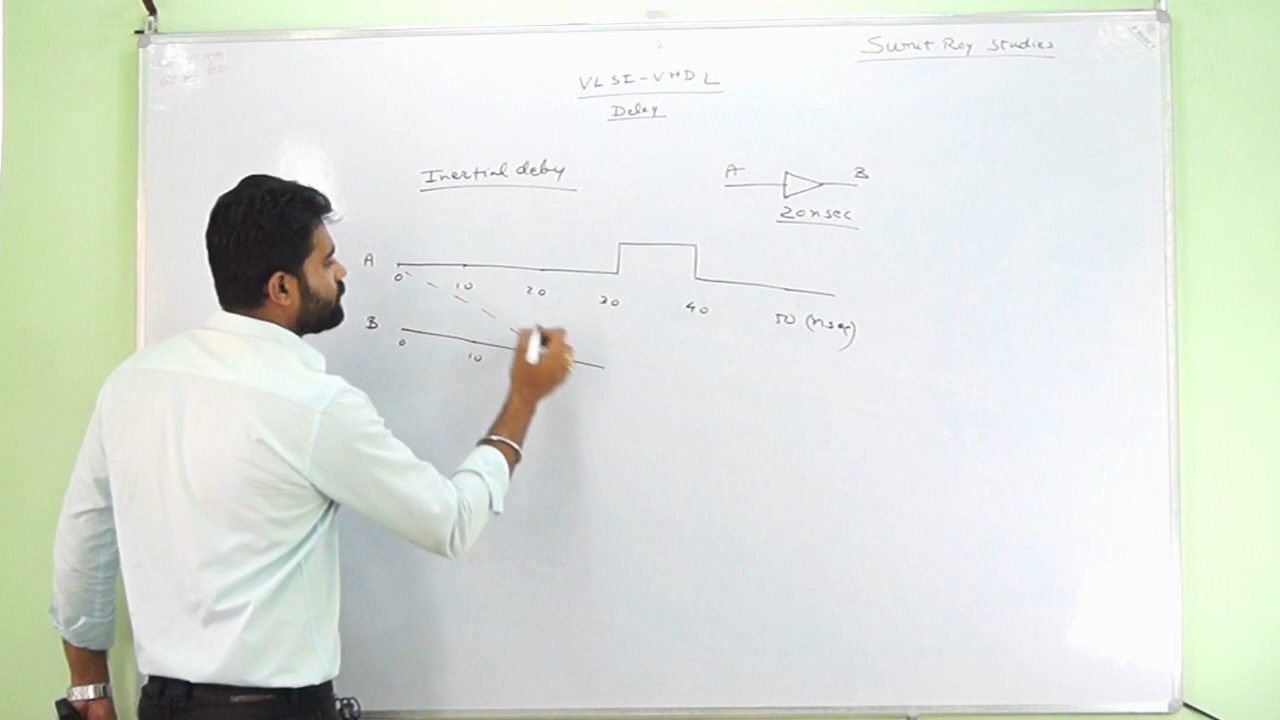 Sumit Roy Studies
VLSI-VHDL
Delay
Inertial delay
A B
20nsec
A
0 10 20 30 40 50 (nsec)
B
0 10